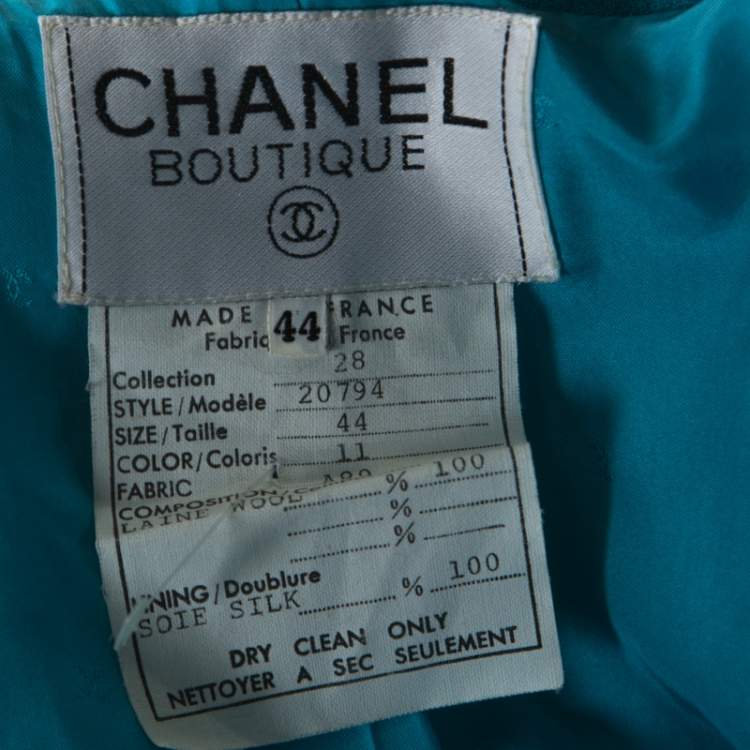 CHANEL
BOUTIQUE
MADE FRANCE
44
Fabriq France
Collection 28
STYLE/Modèle 20794
SIZE/Taille 44
COLOR/Coloris 11
FABRIC
LAINE WOOL % 100
%
%
LINING/Doublure
SOIE SILK % 100
DRY CLEAN ONLY
NETTOYER A SEC SEULEMENT